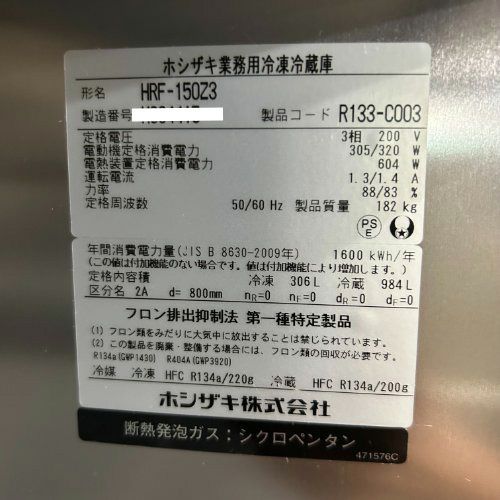 ホシザキ業務用冷凍冷蔵庫
形名 HRF-150Z3
製造番号 製品コード R133-C003
定格電圧 3相 200 V
電動機定格消費電力 305/320 W
電熱装置定格消費電力 604 W
運転電流 1.3/1.4 A
力率 88/83 %
定格周波数 50/60 Hz 製品質量 182 kg
PS
E
年間消費電力量(JIS B 8630-2009年) 1600 kWh/年
(この値は付加機能のない場合です。値は付加機能により増加します。)
定格内容積 冷凍 306 L 冷蔵 984 L
区分名 2A d= 800mm nR=0 nF=0 dR=0 dF=0
フロン排出抑制法 第一種特定製品
(1) フロン類をみだりに大気中に放出することは禁じられている。
(2) この製品を廃棄・整備する場合には、フロン類の回収が必要です。
R134a(GWP1430) R404A(GWP3920)
冷媒 冷凍 HFC R134a/220g 冷蔵 HFC R134a/200g
ホシザキ株式会社
断熱発泡ガス:シクロペンタン
471576C